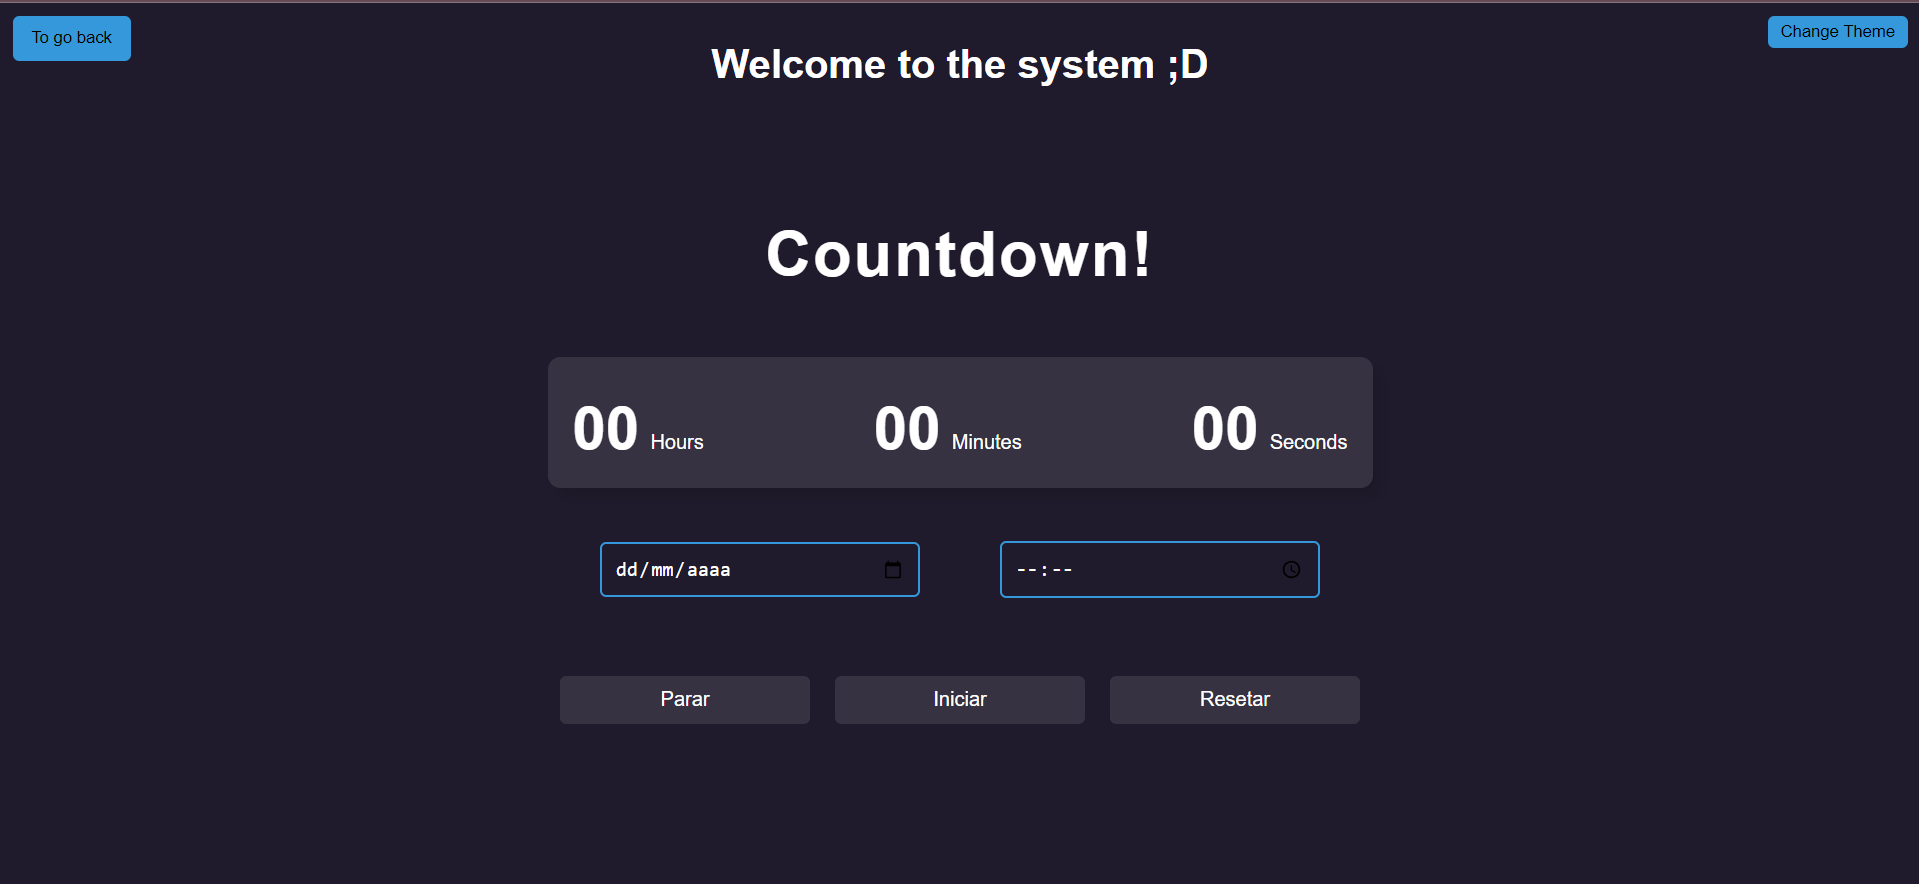 To go back
Change Theme
Welcome to the system ;D
Countdown!
00 Hours 00 Minutes 00 Seconds
dd/mm/aaaa --:--
Parar Iniciar Resetar